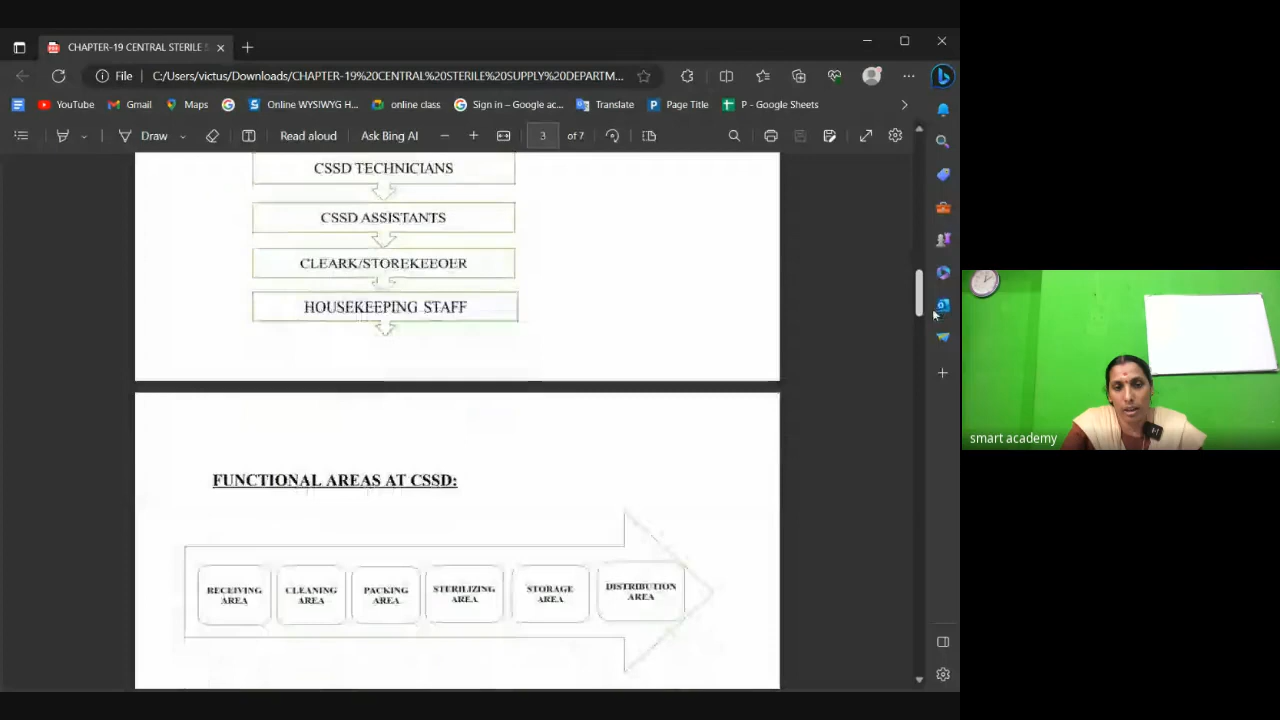 CHAPTER-19 CENTRAL STERILE
File
C:/Users/victus/Downloads/CHAPTER-19%20CENTRAL%20STERILE%20SUPPLY%20DEPARTM...
YouTube
Gmail
Maps
Online WYSIWYG H...
online class
Sign in – Google ac...
Translate
Page Title
P - Google Sheets
Draw
Read aloud
Ask Bing AI
3
of 7
CSSD TECHNICIANS
CSSD ASSISTANTS
CLEARK/STOREKEEOER
HOUSEKEEPING STAFF
FUNCTIONAL AREAS AT CSSD:
RECEIVING
AREA
CLEANING
AREA
PACKING
AREA
STERILIZING
AREA
STORAGE
AREA
DISTRIBUTION
AREA
smart academy